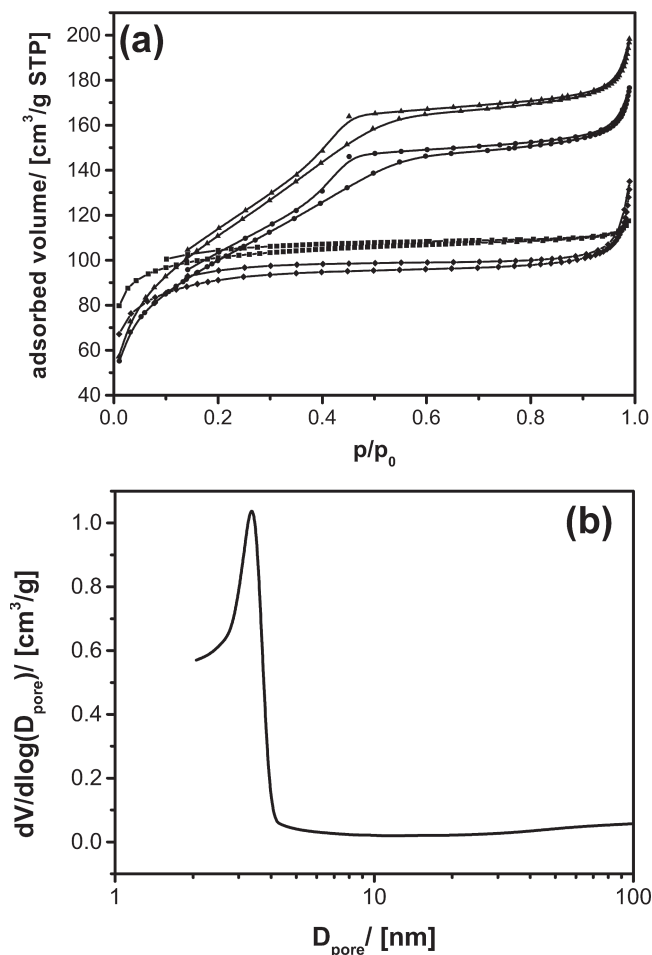 (a)
adsorbed volume/ [cm³/g STP]
200
180
160
140
120
100
80
60
40
0.0 0.2 0.4 0.6 0.8 1.0
p/p₀
(b)
dV/dlog(Dₚₒᵣₑ)/ [cm³/g]
1.0
0.8
0.6
0.4
0.2
0.0
1 10 100
Dₚₒᵣₑ/ [nm]